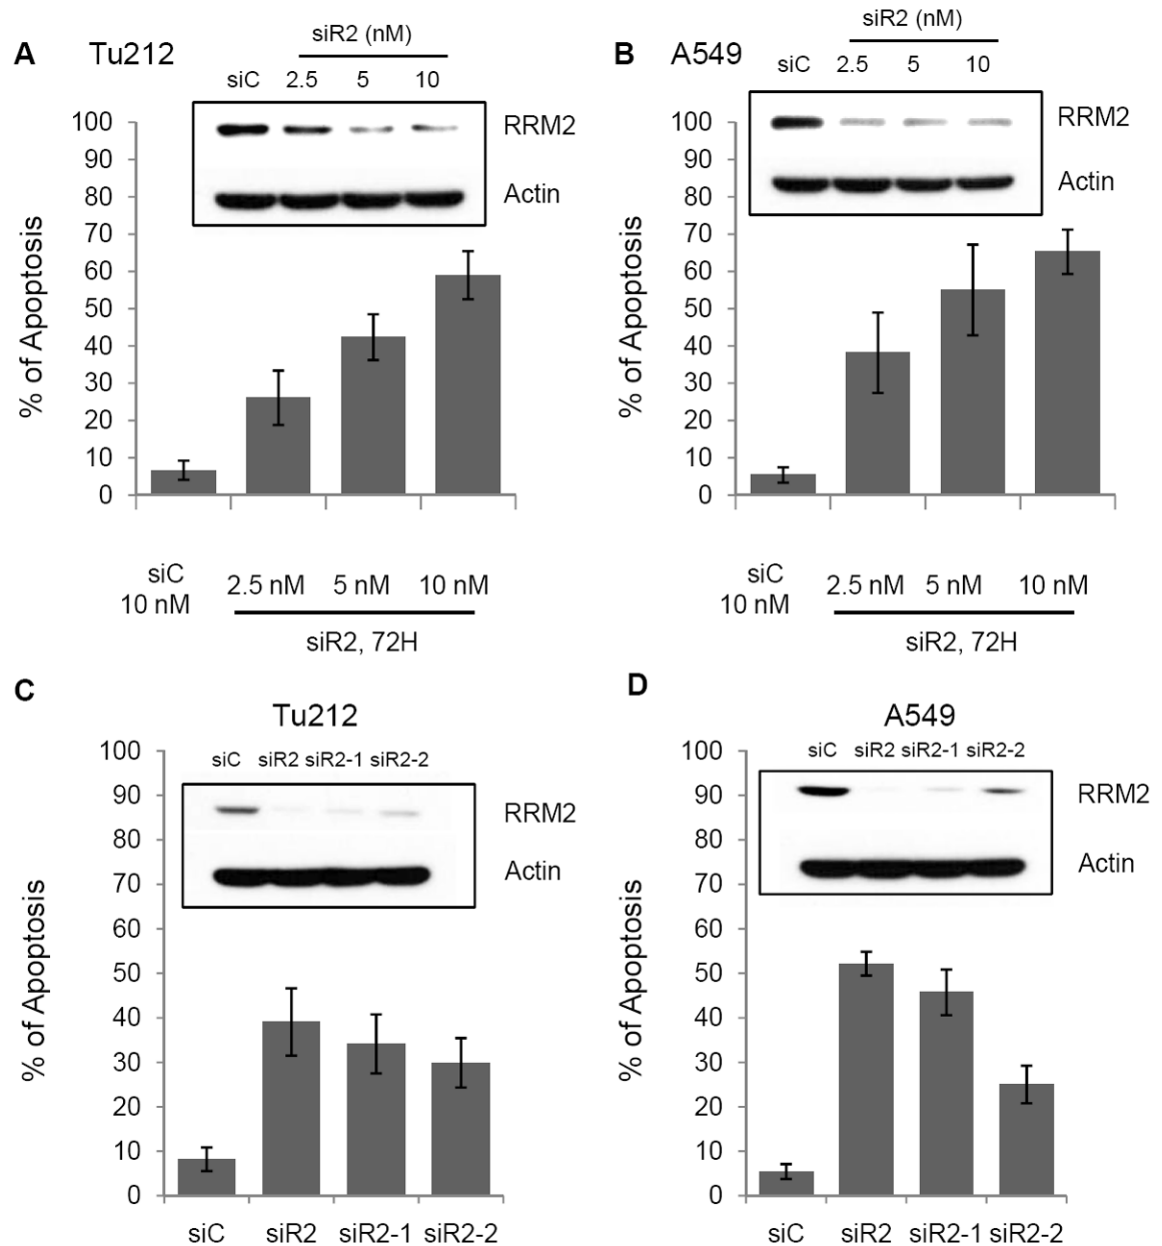 A
Tu212
siR2 (nM)
siC 2.5 5 10
RRM2
Actin
100
90
80
70
60
50
40
30
20
10
0
% of Apoptosis
siC
10 nM
2.5 nM 5 nM 10 nM
siR2, 72H
B
A549
siR2 (nM)
siC 2.5 5 10
RRM2
Actin
100
90
80
70
60
50
40
30
20
10
0
% of Apoptosis
siC
10 nM
2.5 nM 5 nM 10 nM
siR2, 72H
C
Tu212
siC siR2 siR2-1 siR2-2
RRM2
Actin
100
90
80
70
60
50
40
30
20
10
0
% of Apoptosis
siC siR2 siR2-1 siR2-2
D
A549
siC siR2 siR2-1 siR2-2
RRM2
Actin
100
90
80
70
60
50
40
30
20
10
0
% of Apoptosis
siC siR2 siR2-1 siR2-2